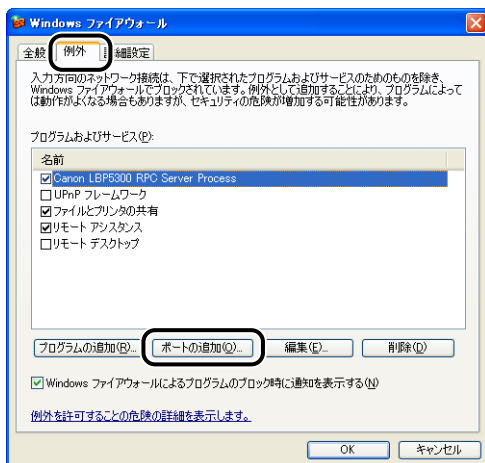 Windows ファイアウォール
全般 例外 詳細設定
入力方向のネットワーク接続は、下で選択されたプログラムおよびサービスのためのものを除き、
Windows ファイアウォールでブロックされています。例外として追加することにより、プログラムによって
は動作がよくなる場合もありますが、セキュリティの危険が増加する可能性があります。
プログラムおよびサービス(P):
名前
Canon LBP5300 RPC Server Process
UPnP フレームワーク
ファイルとプリンタの共有
リモート アシスタンス
リモート デスクトップ
プログラムの追加(R)... ポートの追加(O)... 編集(E)... 削除(D)
Windows ファイアウォールによるプログラムのブロック時に通知を表示する(N)
例外を許可することの危険の詳細を表示します。
OK キャンセル